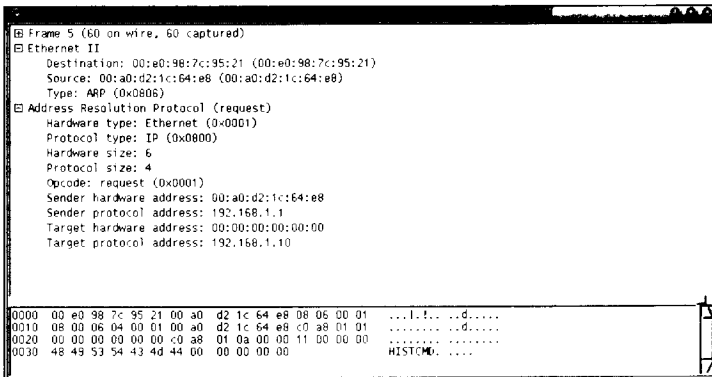 Frame 5 (60 on wire, 60 captured)
Ethernet II
Destination: 00:e0:98:7c:95:21 (00:e0:98:7c:95:21)
Source: 00:a0:d2:1c:64:e8 (00:a0:d2:1c:64:e8)
Type: ARP (0x0806)
Address Resolution Protocol (request)
Hardware type: Ethernet (0x0001)
Protocol type: IP (0x0800)
Hardware size: 6
Protocol size: 4
Opcode: request (0x0001)
Sender hardware address: 00:a0:d2:1c:64:e8
Sender protocol address: 192.168.1.1
Target hardware address: 00:00:00:00:00:00
Target protocol address: 192.168.1.10
0000 00 e0 98 7c 95 21 00 a0 d2 1c 64 e8 08 06 00 01 ...|.!.. ..d.....
0010 08 00 06 04 00 01 00 a0 d2 1c 64 e8 c0 a8 01 01 ........ ..d.....
0020 00 00 00 00 00 00 c0 a8 01 0a 00 00 11 00 00 00 ........ ........
0030 48 49 53 54 43 4d 44 00 00 00 00 00 HISTCMD. ....